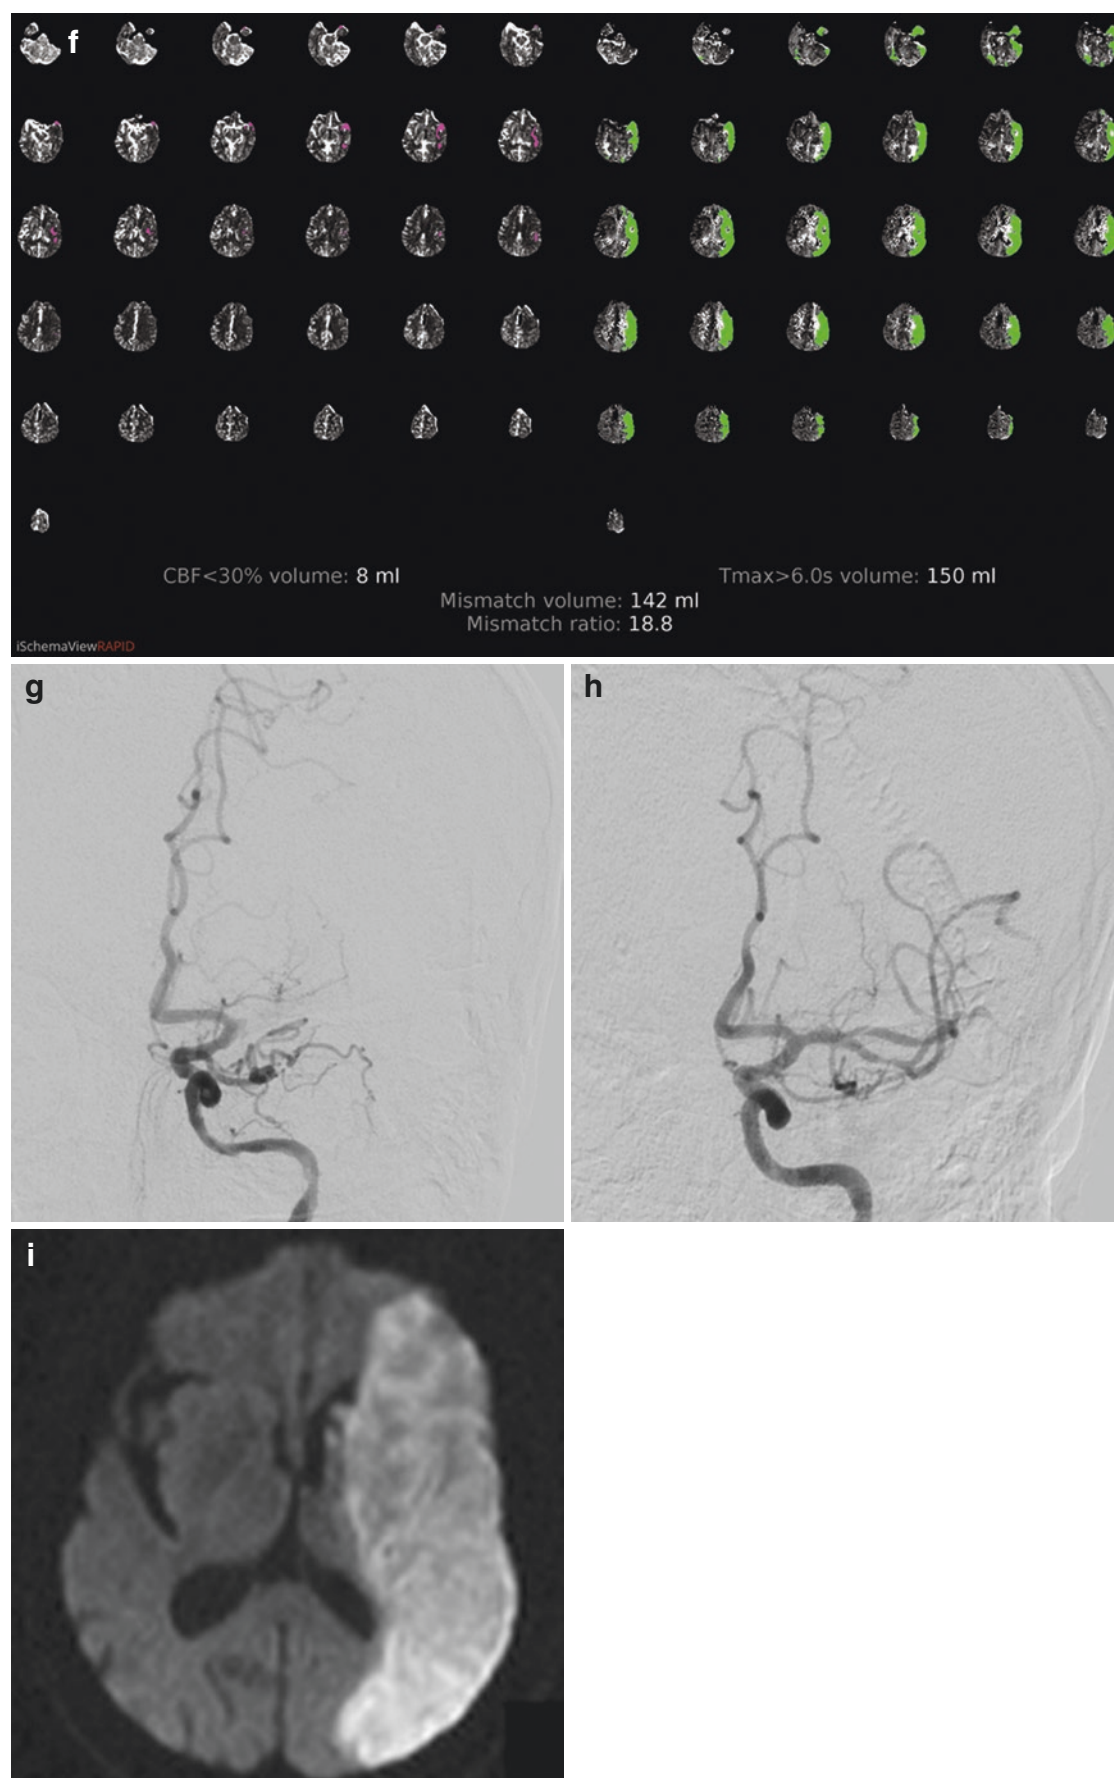 f
CBF<30% volume: 8 ml
Tmax>6.0s volume: 150 ml
Mismatch volume: 142 ml
Mismatch ratio: 18.8
iSchemaViewRAPID
g
h
i